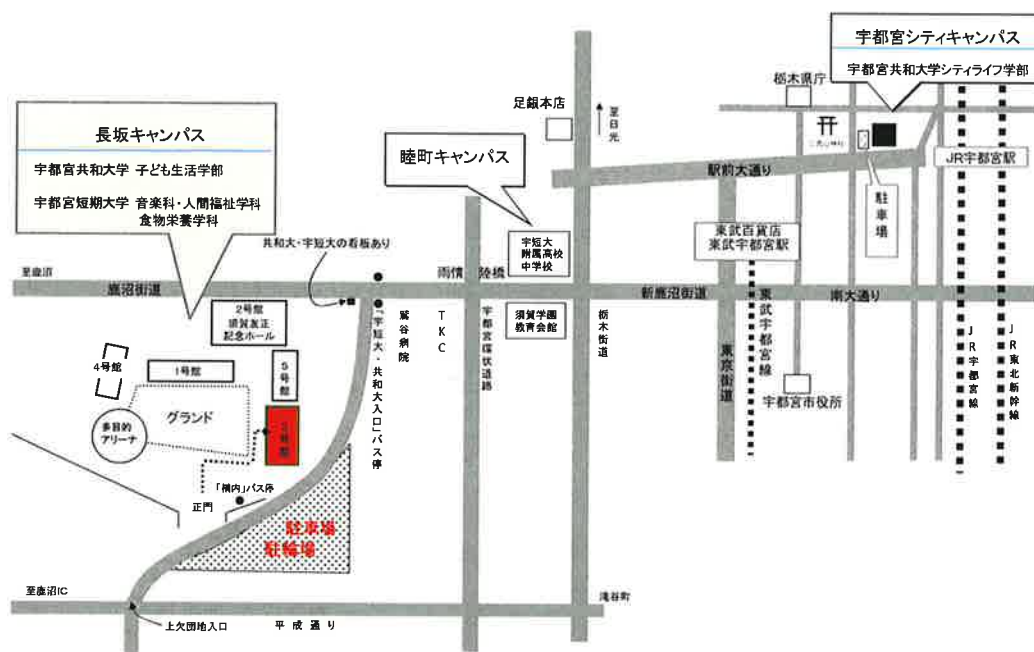 宇都宮シティキャンパス
宇都宮共和大学シティライフ学部
長坂キャンパス
宇都宮共和大学 子ども生活学部
宇都宮短期大学 音楽科・人間福祉学科
食物栄養学科
睦町キャンパス
足銀本店
至日光
栃木県庁
駅前大通り
JR宇都宮駅
駐車場
共和大・宇短大の看板あり
宇短大
附属高校
中学校
東武百貨店
東武宇都宮駅
至鹿沼
鹿沼街道
雨情陸橋
新鹿沼街道
南大通り
2号館
須賀友正
記念ホール
「宇短大・共和大入口」バス停
鷲谷病院
TKC
宇都宮環状道路
須賀学園
教育会館
栃木街道
東京街道
東武宇都宮線
JR宇都宮線
JR東北新幹線
4号館
1号館
5号館
グランド
多目的
アリーナ
3号館
宇都宮市役所
「構内」バス停
正門
駐車場
駐輪場
至鹿沼IC
上欠団地入口
平成通り
滝谷町